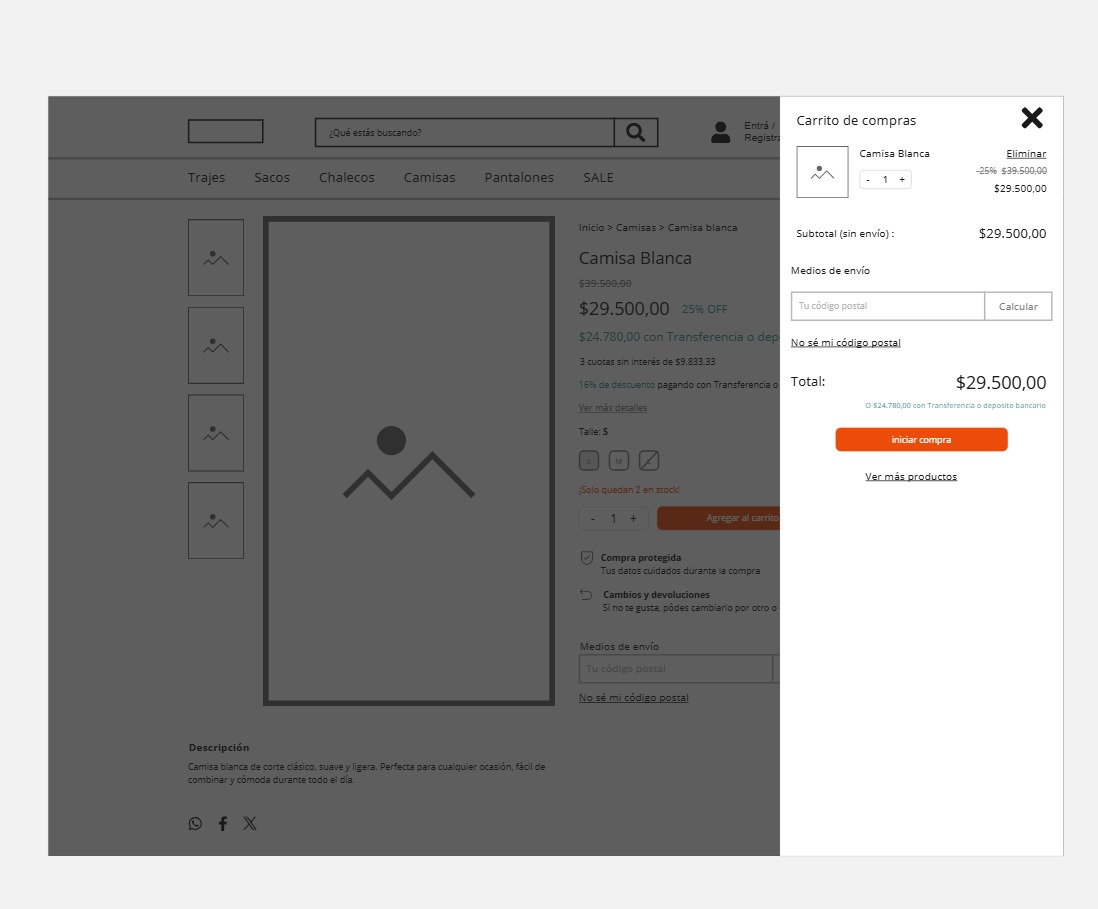 ¿Qué estás buscando?
Entrá /
Registra
Trajes Sacos Chalecos Camisas Pantalones SALE
Inicio > Camisas > Camisa blanca
Camisa Blanca
$39.500,00
$29.500,00 25% OFF
$24.780,00 con Transferencia o dep
3 cuotas sin interés de $9.833,33
16% de descuento pagando con Transferencia o
Ver más detalles
Talle: S
S M
¡Solo quedan 2 en stock!
- 1 + Agregar al carrito
Compra protegida
Tus datos cuidados durante la compra
Cambios y devoluciones
Si no te gusta, pódes cambiarlo por otro o
Medios de envío
Tu código postal
No sé mi código postal
Descripción
Camisa blanca de corte clásico, suave y ligera. Perfecta para cualquier ocasión, fácil de
combinar y cómoda durante todo el día.
Carrito de compras
Camisa Blanca Eliminar
- 1 + -25% $39.500,00
$29.500,00
Subtotal (sin envío) : $29.500,00
Medios de envío
Tu código postal Calcular
No sé mi código postal
Total: $29.500,00
O $24.780,00 con Transferencia o deposito bancario
iniciar compra
Ver más productos